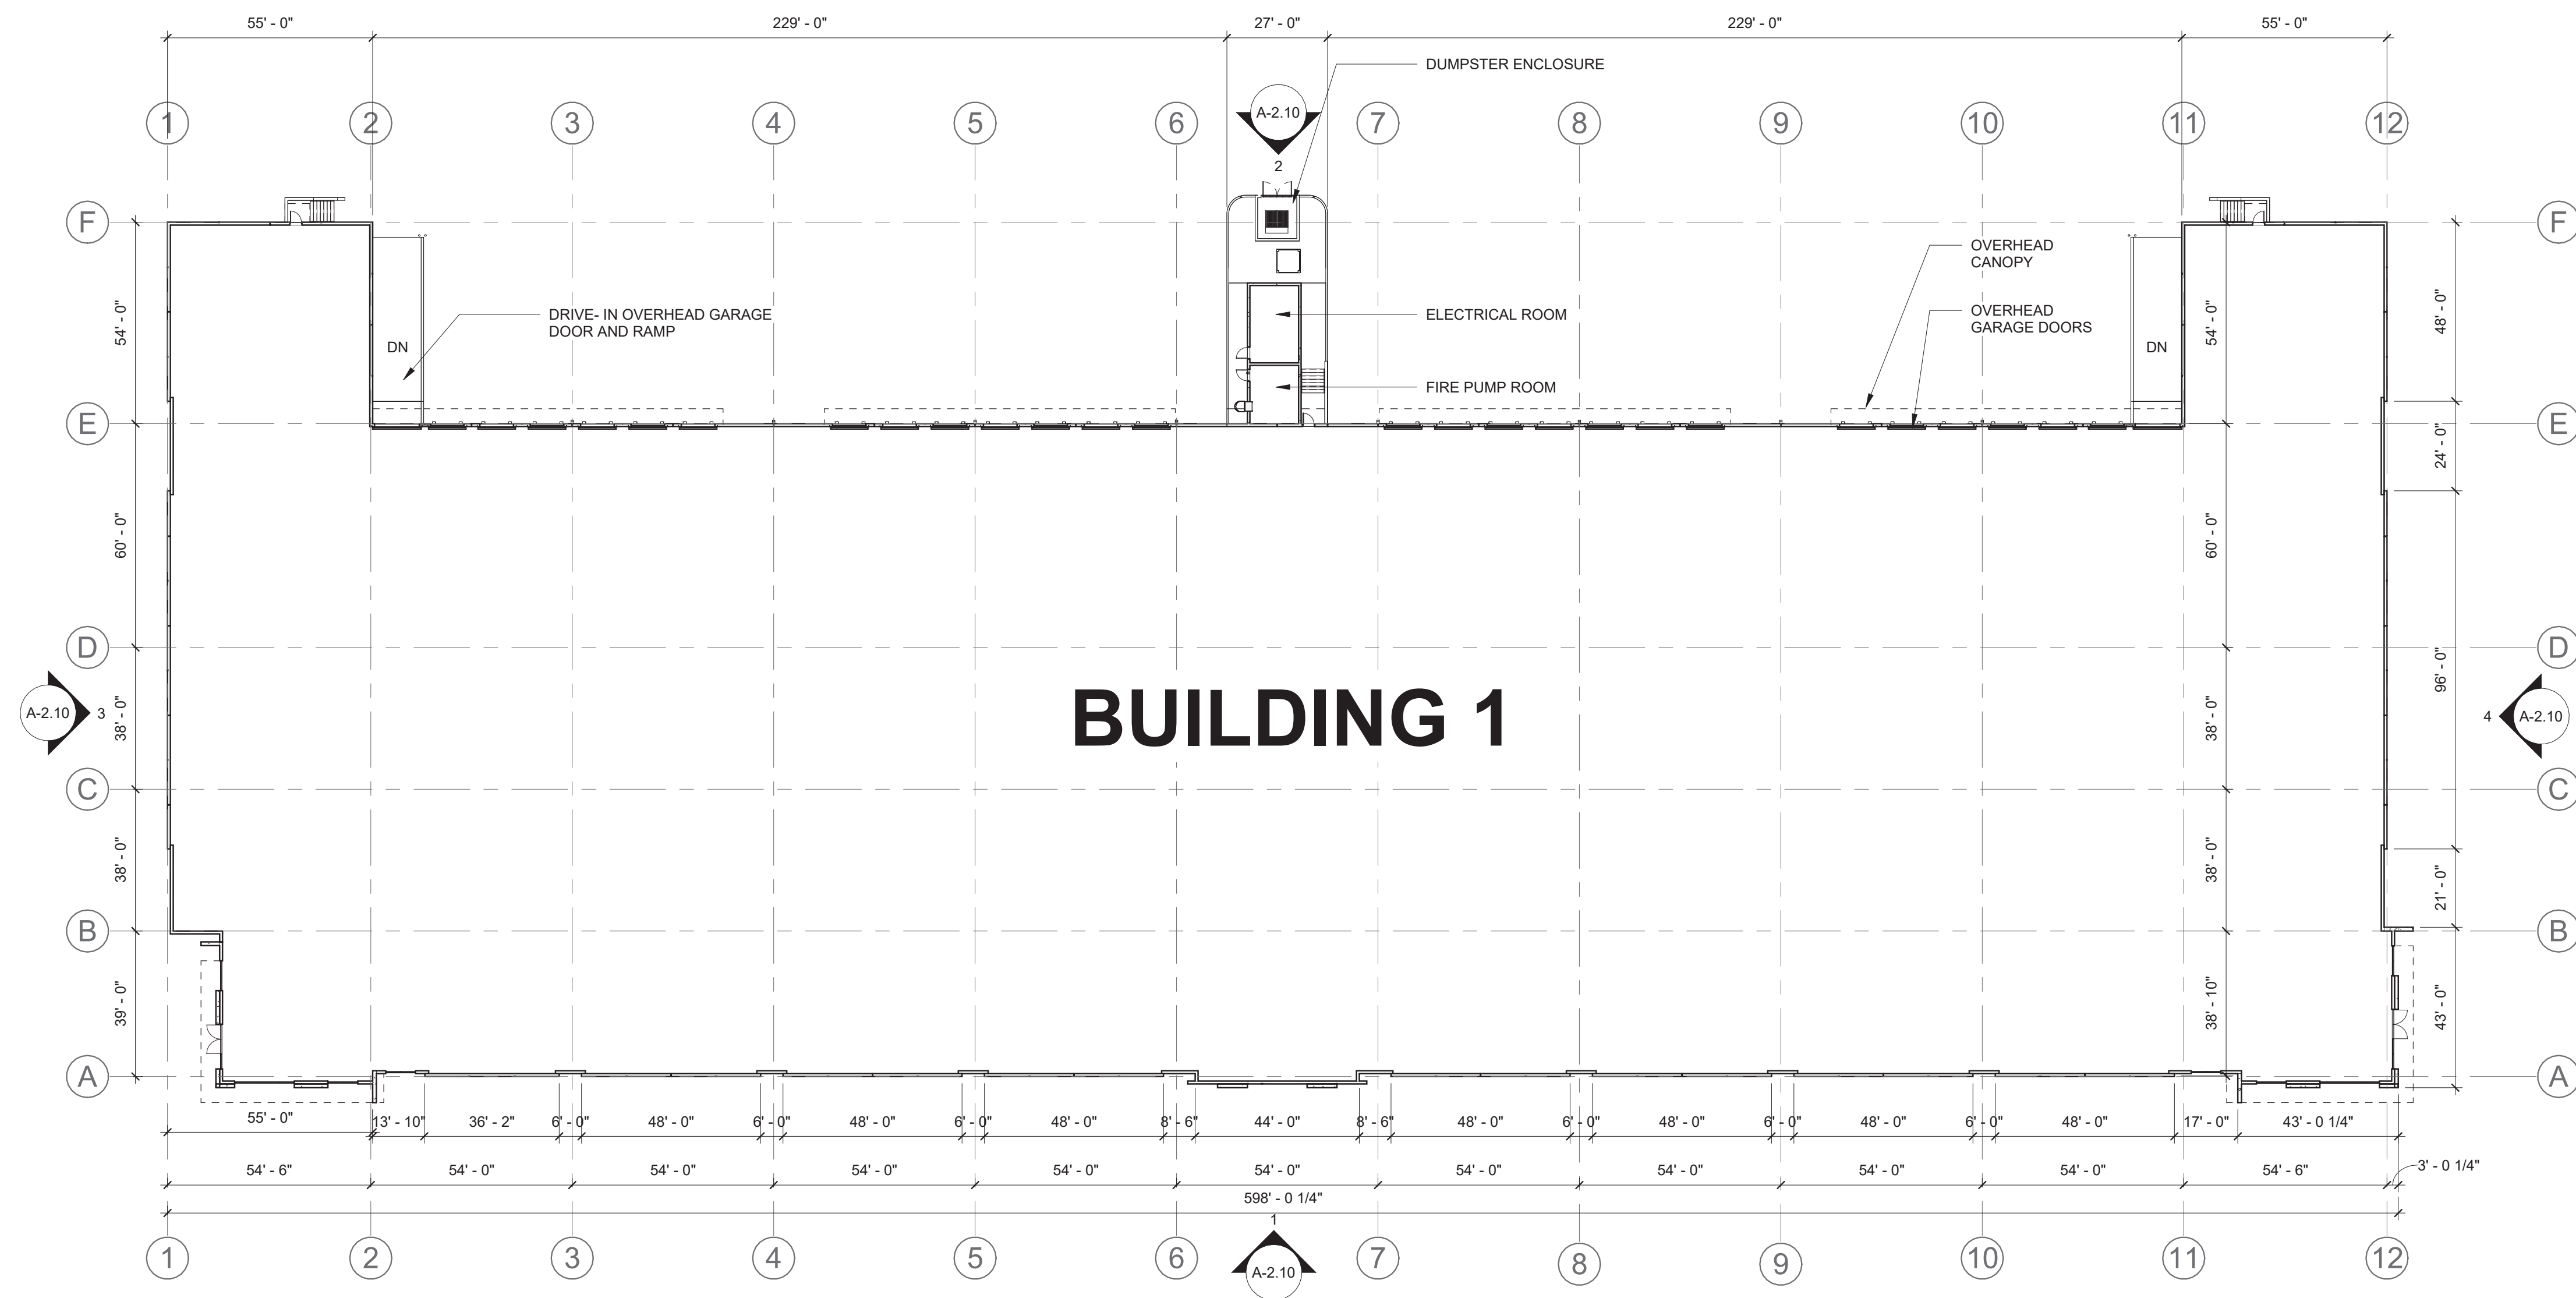 55' - 0" 229' - 0" 27' - 0" 229' - 0" 55' - 0"
DUMPSTER ENCLOSURE
1 2 3 4 5 6 A-2.10 7 8 9 10 11 12
2
F F
OVERHEAD
CANOPY
DRIVE- IN OVERHEAD GARAGE
DOOR AND RAMP
ELECTRICAL ROOM
OVERHEAD
GARAGE DOORS
54' - 0" 54' - 0" 48' - 0"
DN DN
FIRE PUMP ROOM
E E
24' - 0"
60' - 0" 60' - 0"
D D
96' - 0"
A-2.10 3 38' - 0" BUILDING 1 38' - 0" 4 A-2.10
C C
38' - 0" 38' - 0" 21' - 0"
B B
39' - 0" 38' - 10" 43' - 0"
A A
55' - 0" 13' - 10" 36' - 2" 6' - 0" 48' - 0" 6' - 0" 48' - 0" 6' - 0" 48' - 0" 8' - 6" 44' - 0" 8' - 6" 48' - 0" 6' - 0" 48' - 0" 6' - 0" 48' - 0" 6' - 0" 48' - 0" 17' - 0" 43' - 0 1/4"
54' - 6" 54' - 0" 54' - 0" 54' - 0" 54' - 0" 54' - 0" 54' - 0" 54' - 0" 54' - 0" 54' - 0" 54' - 6" 3' - 0 1/4"
598' - 0 1/4"
1
1 2 3 4 5 6 A-2.10 7 8 9 10 11 12